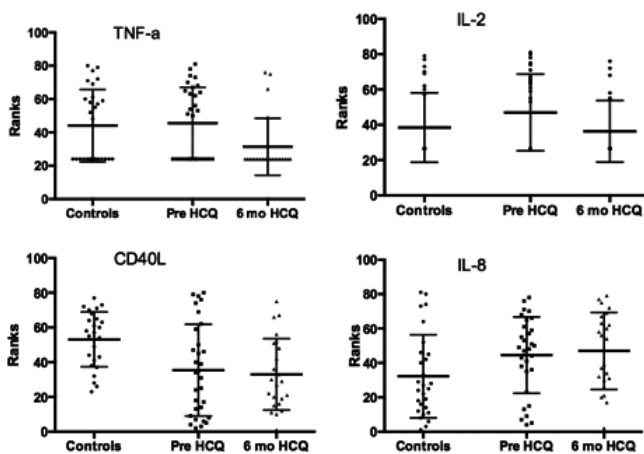 TNF-a
Ranks
100
80
60
40
20
0
Controls
Pre HCQ
6 mo HCQ
IL-2
Ranks
100
80
60
40
20
0
Controls
Pre HCQ
6 mo HCQ
CD40L
Ranks
100
80
60
40
20
0
Controls
Pre HCQ
6 mo HCQ
IL-8
Ranks
100
80
60
40
20
0
Controls
Pre HCQ
6 mo HCQ